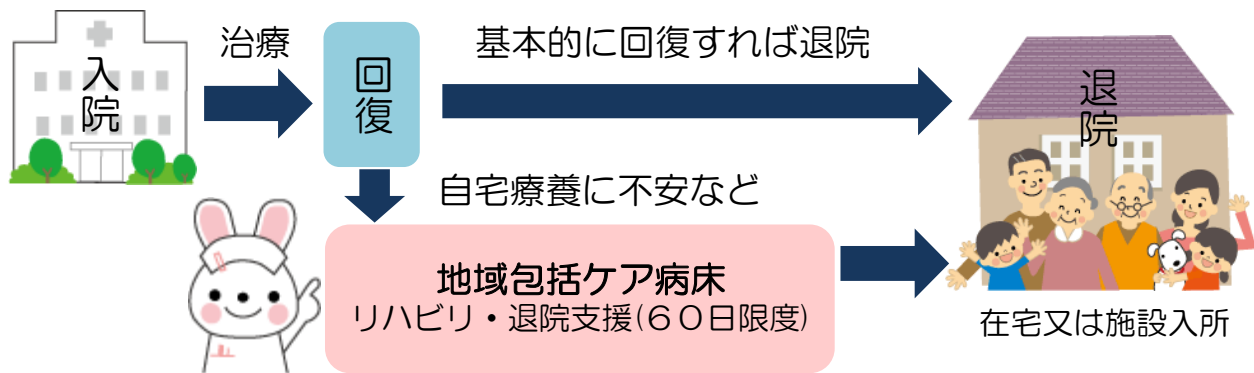 入院
治療
回復
基本的に回復すれば退院
退院
自宅療養に不安など
地域包括ケア病床
リハビリ・退院支援(６０日限度)
在宅又は施設入所